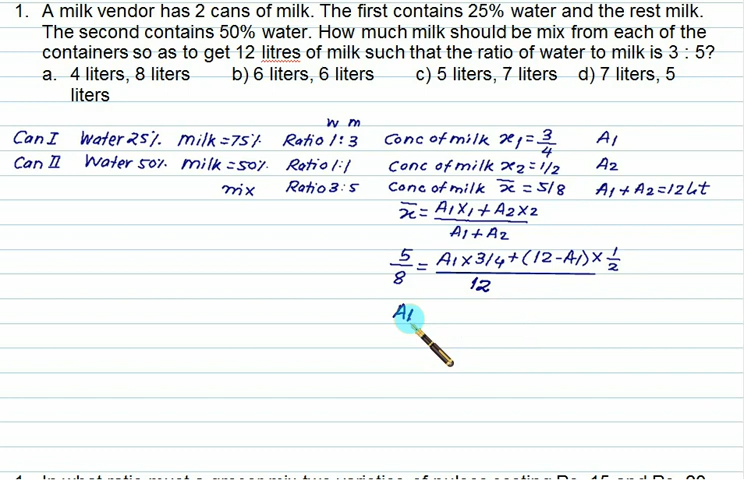 1. A milk vendor has 2 cans of milk. The first contains 25% water and the rest milk.
The second contains 50% water. How much milk should be mix from each of the
containers so as to get 12 litres of milk such that the ratio of water to milk is 3 : 5?
a. 4 liters, 8 liters b) 6 liters, 6 liters c) 5 liters, 7 liters d) 7 liters, 5
liters
W m
Can I Water 25% milk = 75% Ratio 1 : 3 Conc of milk x₁ = 3/4 A1
Can II Water 50% milk = 50% Ratio 1 : 1 Conc of milk x₂ = 1/2 A2
mix Ratio 3 : 5 Conc of milk x̄ = 5/8 A1 + A2 = 12 Lt
x̄ = A1X1 + A2X2
A1 + A2
5/8 = A1 x 3/4 + (12 - A1) x 1/2
12
A1